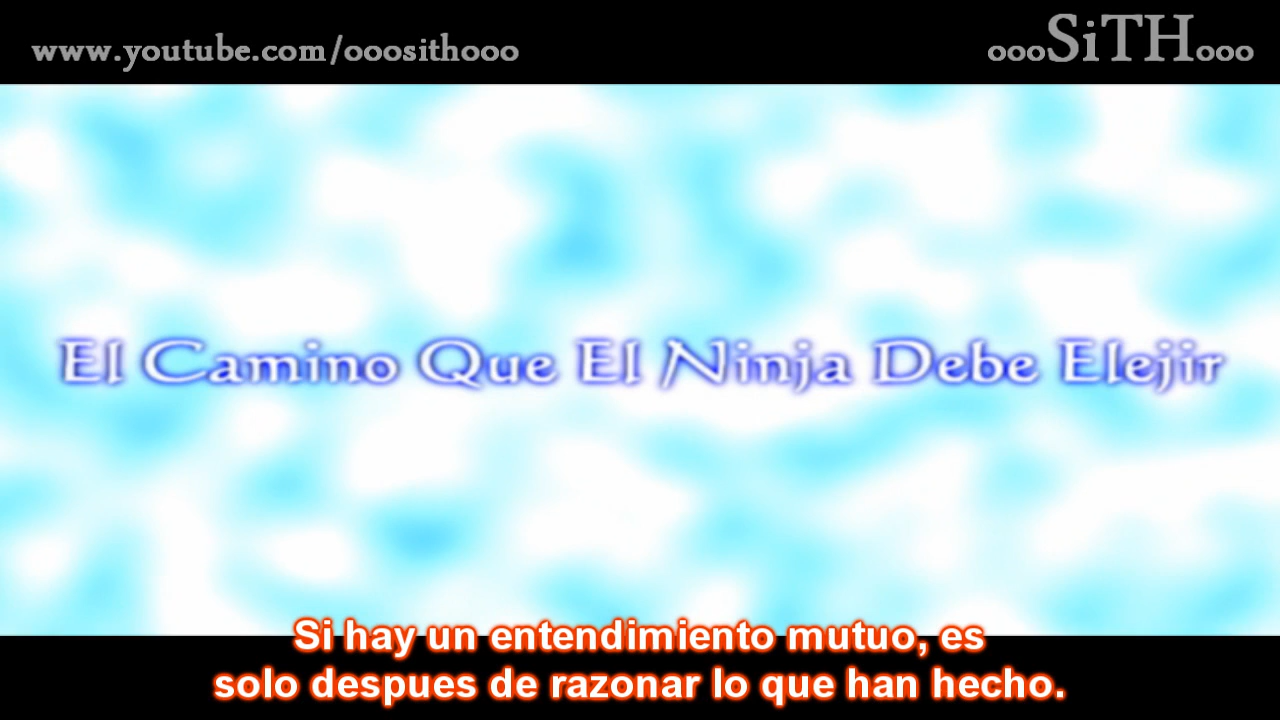 www.youtube.com/ooosithooo
oooSiTHooo
El Camino Que El Ninja Debe Elejir
Si hay un entendimiento mutuo, es
solo despues de razonar lo que han hecho.